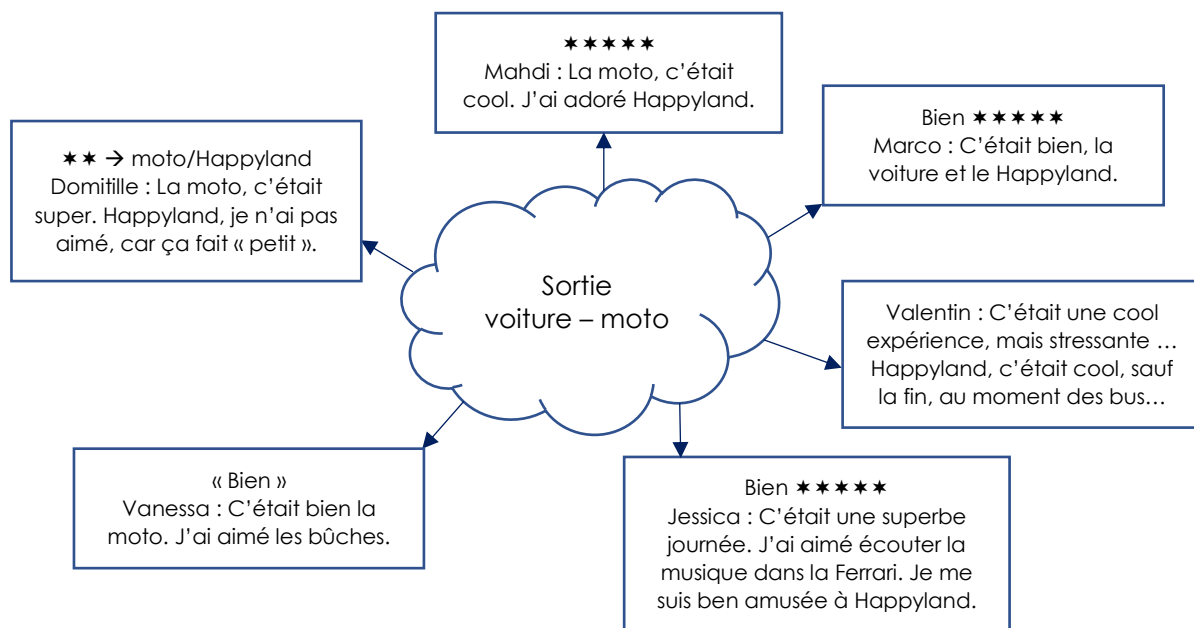 ★★★★★
Mahdi : La moto, c’était
cool. J’ai adoré Happyland.
Bien ★★★★★
Marco : C’était bien, la
voiture et le Happyland.
★★ → moto/Happyland
Domitille : La moto, c’était
super. Happyland, je n’ai pas
aimé, car ça fait « petit ».
Sortie
voiture – moto
Valentin : C’était une cool
expérience, mais stressante …
Happyland, c’était cool, sauf
la fin, au moment des bus…
« Bien »
Vanessa : C’était bien la
moto. J’ai aimé les bûches.
Bien ★★★★★
Jessica : C’était une superbe
journée. J’ai aimé écouter la
musique dans la Ferrari. Je me
suis ben amusée à Happyland.